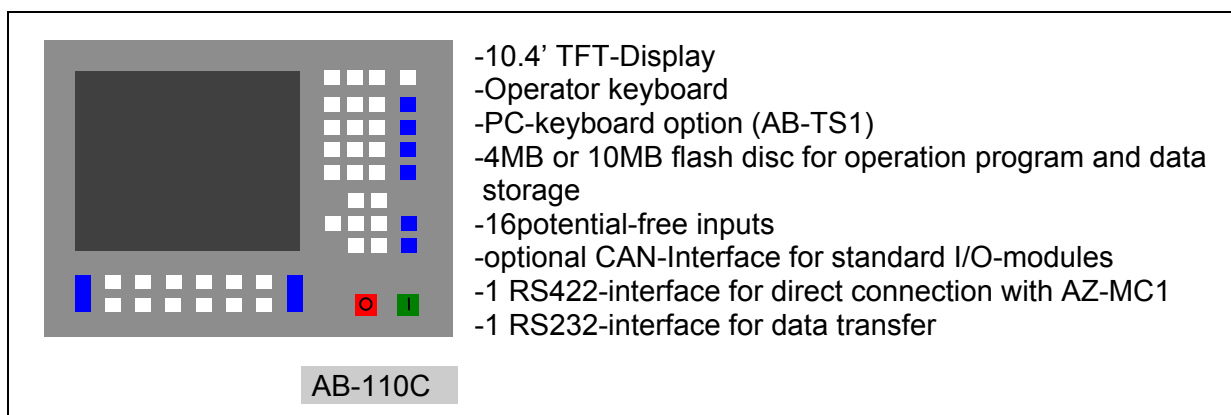 -10.4’ TFT-Display
-Operator keyboard
-PC-keyboard option (AB-TS1)
-4MB or 10MB flash disc for operation program and data
storage
-16potential-free inputs
-optional CAN-Interface for standard I/O-modules
-1 RS422-interface for direct connection with AZ-MC1
-1 RS232-interface for data transfer
O I
AB-110C